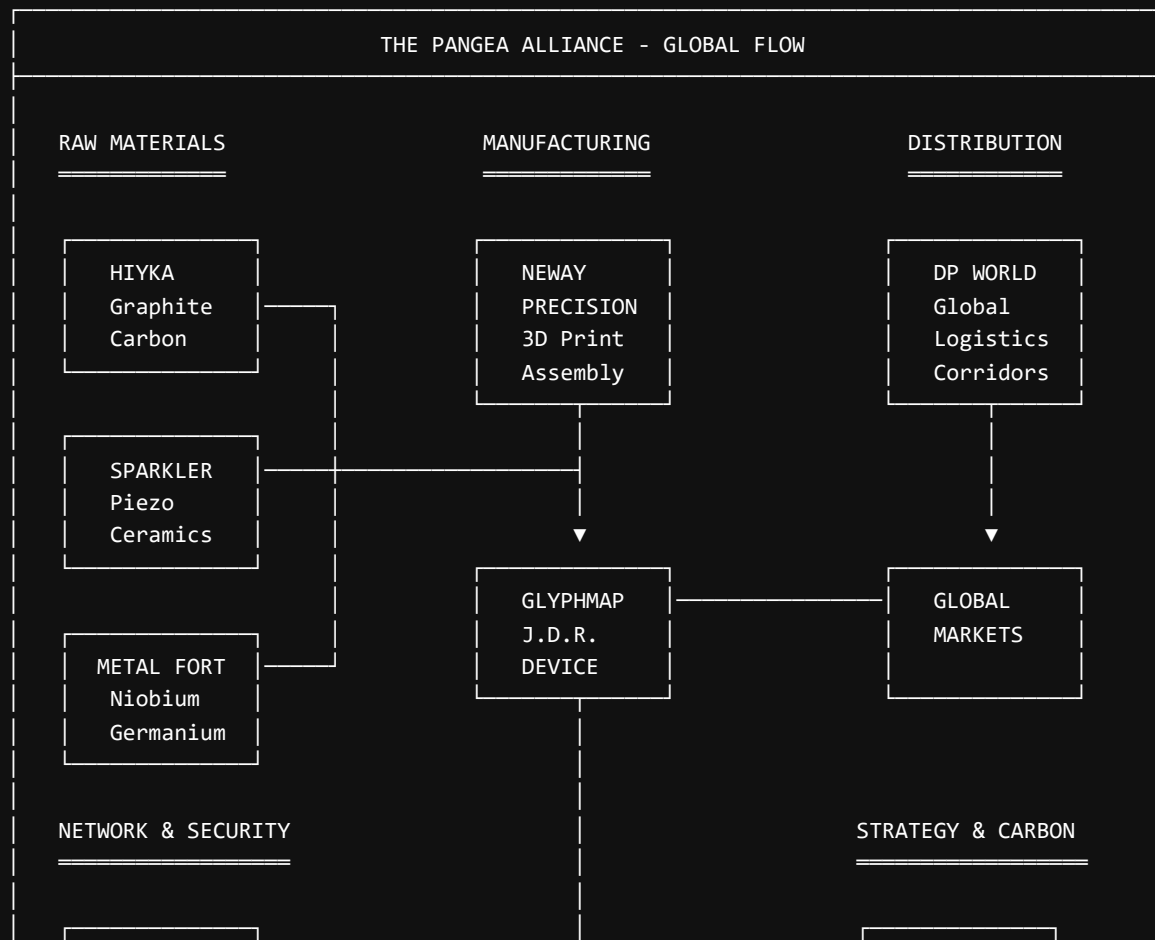 THE PANGEA ALLIANCE - GLOBAL FLOW
RAW MATERIALS
MANUFACTURING
DISTRIBUTION
HIYKA
Graphite
Carbon
NEWAY
PRECISION
3D Print
Assembly
DP WORLD
Global
Logistics
Corridors
SPARKLER
Piezo
Ceramics
GLYPHMAP
J.D.R.
DEVICE
GLOBAL
MARKETS
METAL FORT
Niobium
Germanium
NETWORK & SECURITY
STRATEGY & CARBON